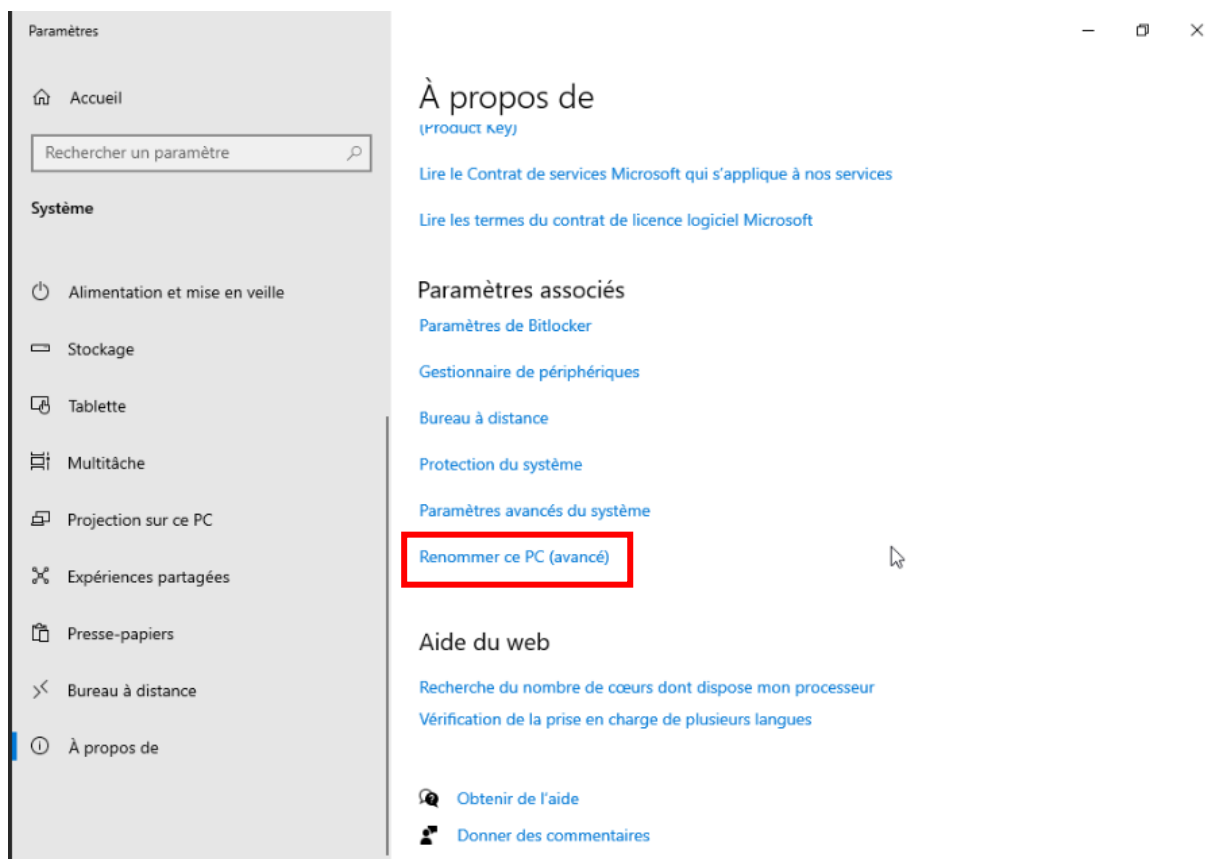 Paramètres
Accueil
Rechercher un paramètre
Système
Alimentation et mise en veille
Stockage
Tablette
Multitâche
Projection sur ce PC
Expériences partagées
Presse-papiers
Bureau à distance
À propos de
À propos de
(Product Key)
Lire le Contrat de services Microsoft qui s'applique à nos services
Lire les termes du contrat de licence logiciel Microsoft
Paramètres associés
Paramètres de Bitlocker
Gestionnaire de périphériques
Bureau à distance
Protection du système
Paramètres avancés du système
Renommer ce PC (avancé)
Aide du web
Recherche du nombre de cœurs dont dispose mon processeur
Vérification de la prise en charge de plusieurs langues
Obtenir de l'aide
Donner des commentaires